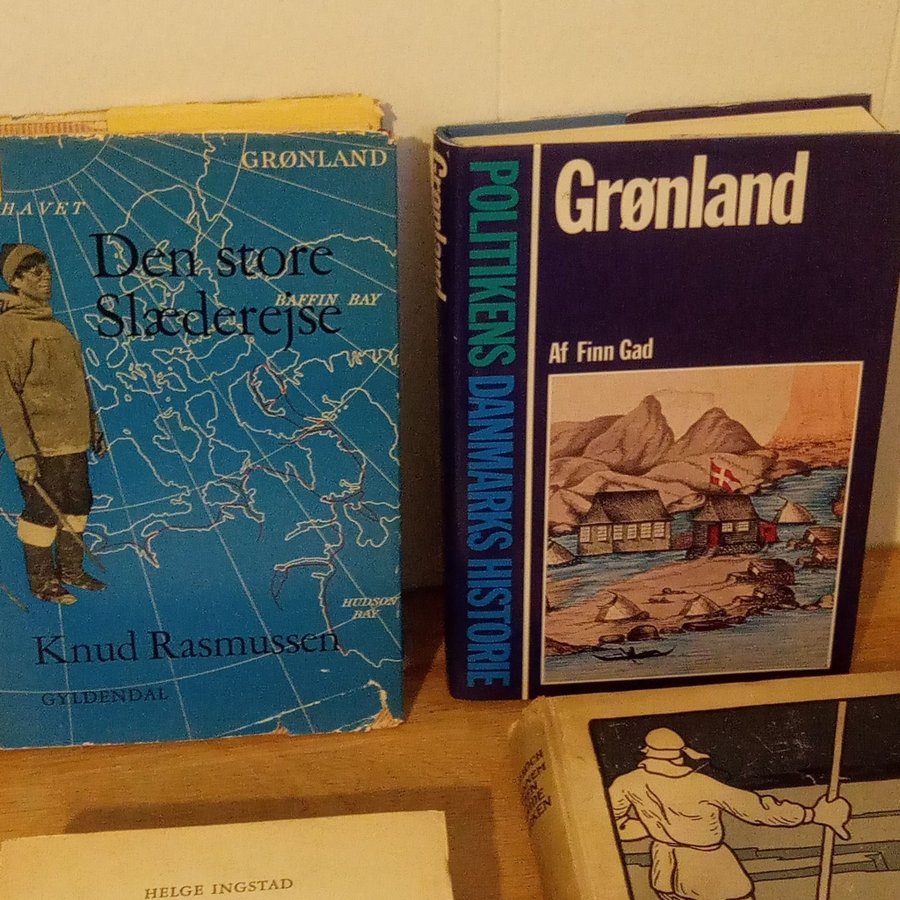 GRØNLAND
HAVET
Den store
Slæderejse
BAFFIN BAY
HUDSON
BAY
Knud Rasmussen
GYLDENDAL
Grønland
POLITIKENS DANMARKS HISTORIE
Grønland
Af Finn Gad
HELGE INGSTAD